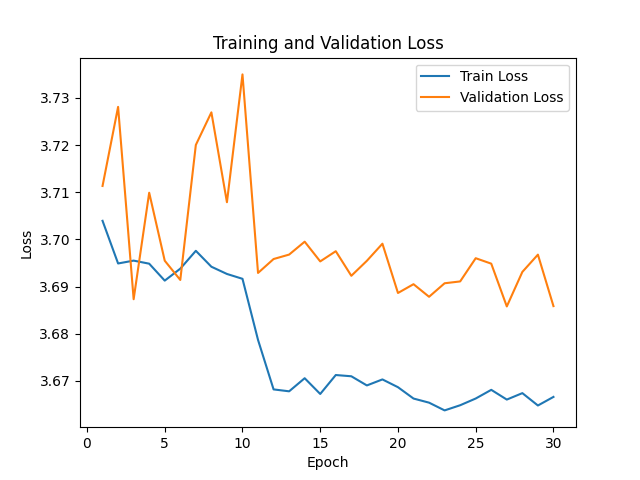 Training and Validation Loss
Train Loss
Validation Loss
3.73
3.72
3.71
3.70
3.69
3.68
3.67
Loss
0 5 10 15 20 25 30
Epoch